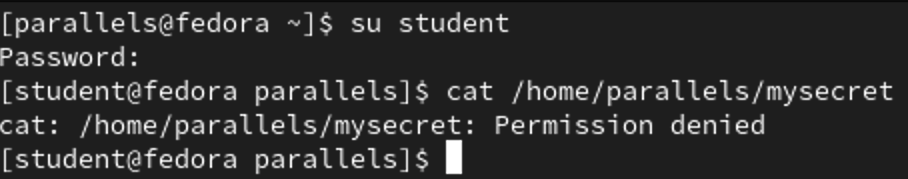 [parallels@fedora ~]$ su student
Password:
[student@fedora parallels]$ cat /home/parallels/mysecret
cat: /home/parallels/mysecret: Permission denied
[student@fedora parallels]$